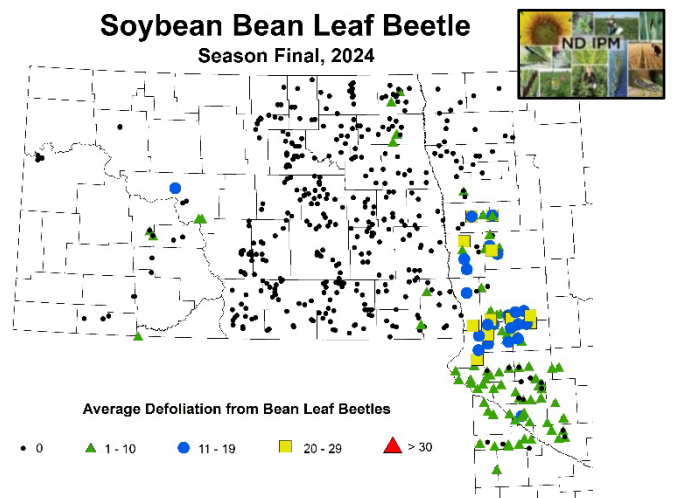 Soybean Bean Leaf Beetle
Season Final, 2024
ND IPM
Average Defoliation from Bean Leaf Beetles
0 1 - 10 11 - 19 20 - 29 > 30